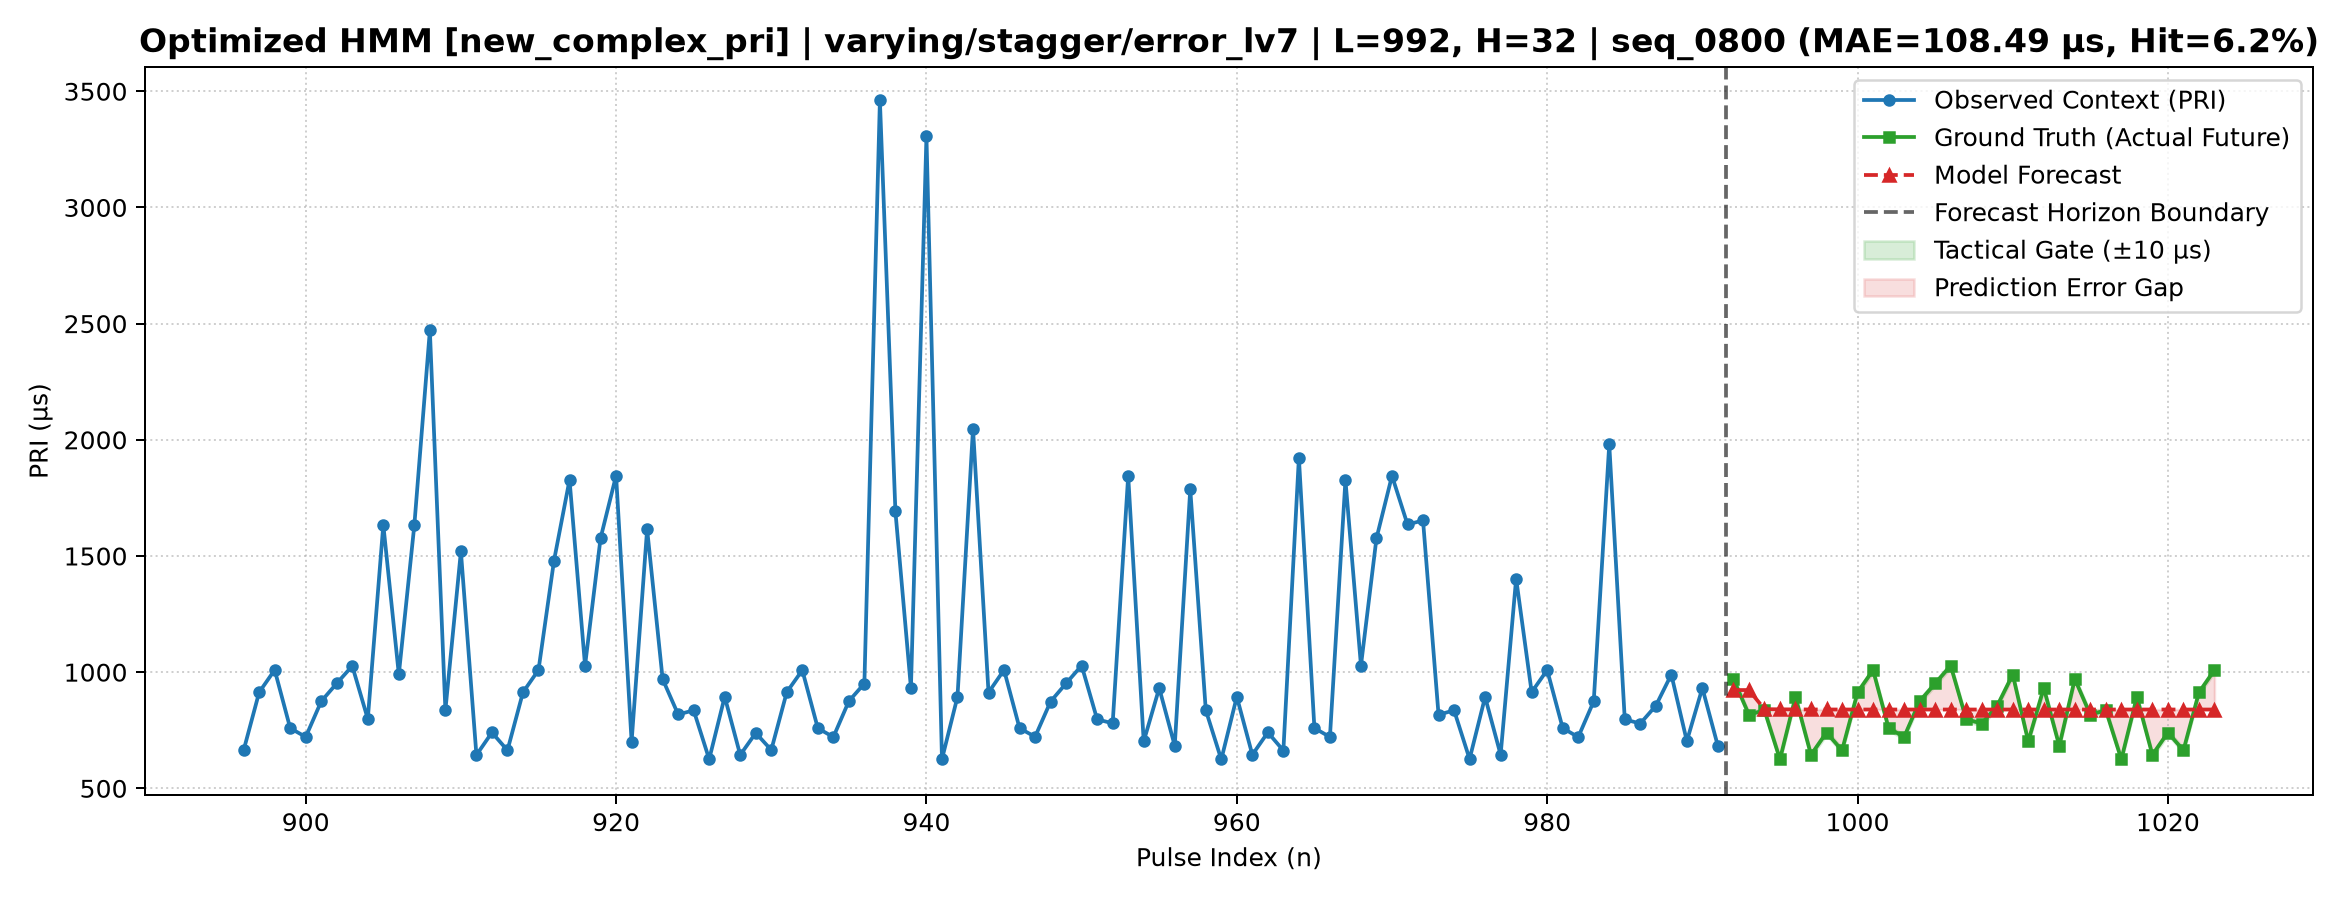 Optimized HMM [new_complex_pri] | varying/stagger/error_lv7 | L=992, H=32 | seq_0800 (MAE=108.49 µs, Hit=6.2%)
3500
3000
2500
2000
1500
1000
500
PRI (µs)
Observed Context (PRI)
Ground Truth (Actual Future)
Model Forecast
Forecast Horizon Boundary
Tactical Gate (±10 µs)
Prediction Error Gap
900
920
940
960
980
1000
1020
Pulse Index (n)